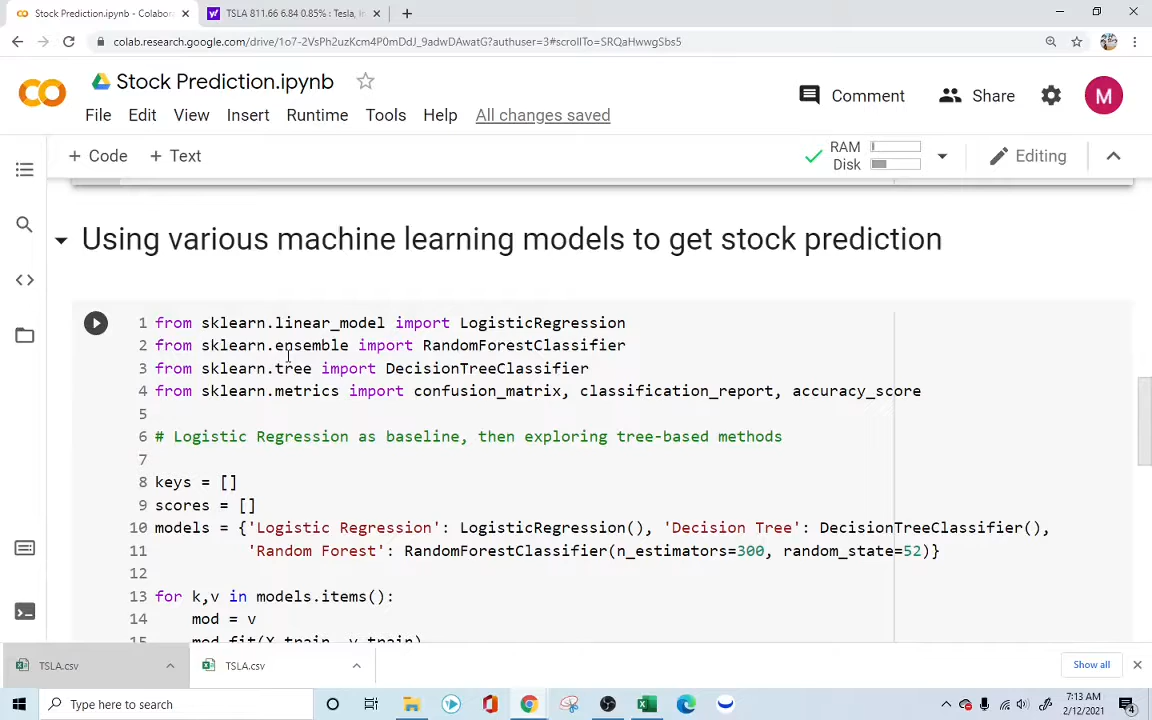 Stock Prediction.ipynb - Colabora
TSLA 811.66 6.84 0.85% : Tesla, I
colab.research.google.com/drive/1o7-2VsPh2uzKcm4P0mDdJ_9adwDAwatG?authuser=3#scrollTo=SRQaHwwgSbs5
Stock Prediction.ipynb
Comment
Share
M
File Edit View Insert Runtime Tools Help All changes saved
+ Code + Text
RAM
Disk
Editing
Using various machine learning models to get stock prediction
1 from sklearn.linear_model import LogisticRegression
2 from sklearn.ensemble import RandomForestClassifier
3 from sklearn.tree import DecisionTreeClassifier
4 from sklearn.metrics import confusion_matrix, classification_report, accuracy_score
5
6 # Logistic Regression as baseline, then exploring tree-based methods
7
8 keys = []
9 scores = []
10 models = {'Logistic Regression': LogisticRegression(), 'Decision Tree': DecisionTreeClassifier(),
11 'Random Forest': RandomForestClassifier(n_estimators=300, random_state=52)}
12
13 for k,v in models.items():
14 mod = v
15 mod.fit(X_train, y_train)
TSLA.csv
TSLA.csv
Show all
Type here to search
7:13 AM
2/12/2021
4